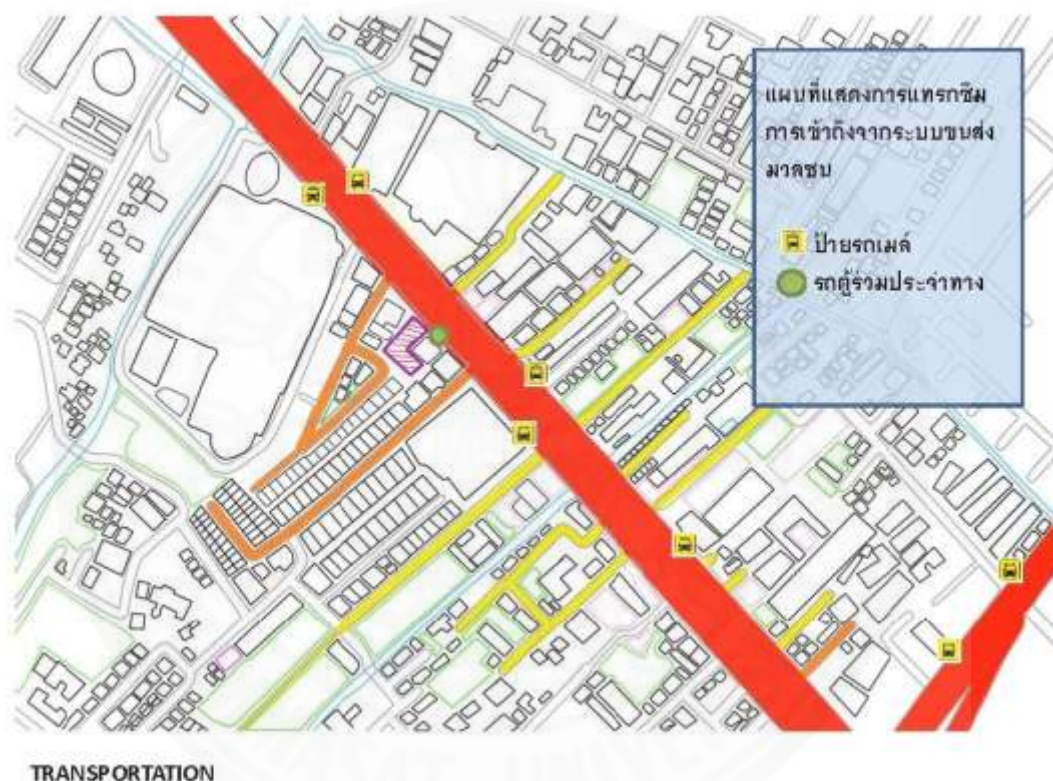 แผนที่แสดงการแทรกซึม
การเข้าถึงจากระบบขนส่ง
มวลชน
ป้ายรถเมล์
รถตู้ร่วมประจำทาง
TRANSPORTATION